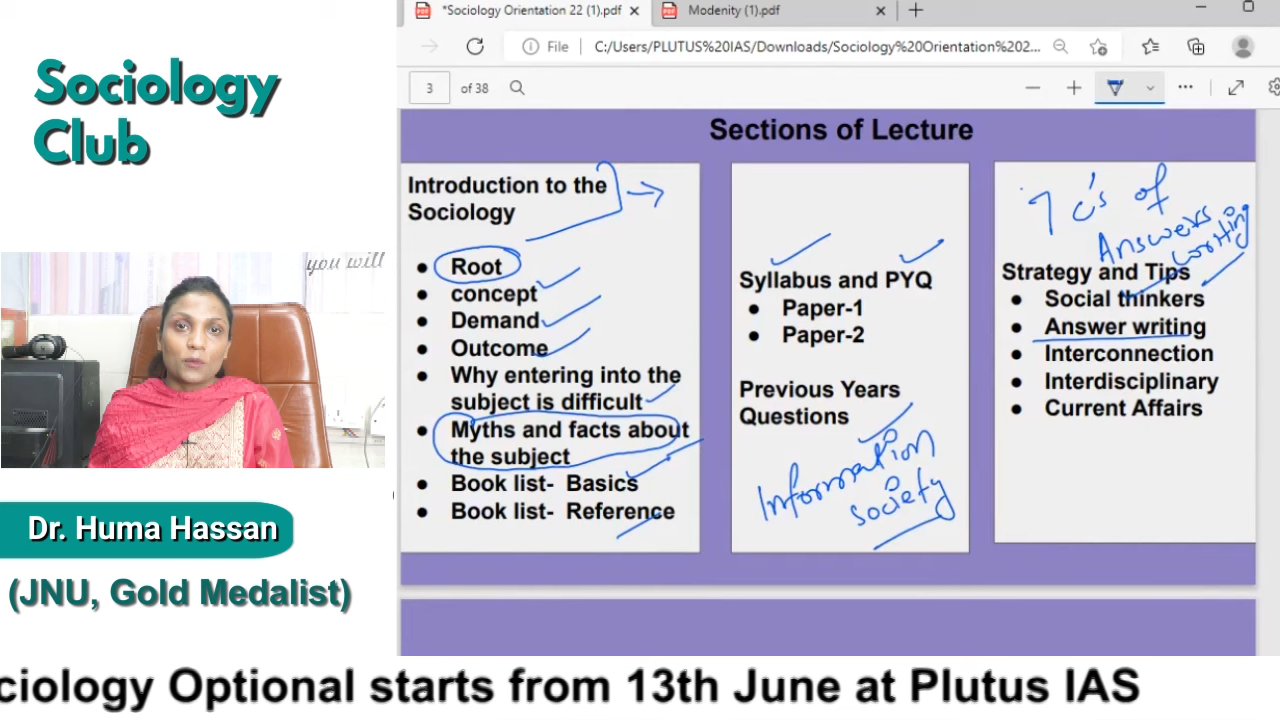 *Sociology Orientation 22 (1).pdf
Modenity (1).pdf
File
C:/Users/PLUTUS%20IAS/Downloads/Sociology%20Orientation%202...
3 of 38
Sociology
Club
you will
Dr. Huma Hassan
(JNU, Gold Medalist)
Sections of Lecture
Introduction to the
Sociology
Root
concept
Demand
Outcome
Why entering into the
subject is difficult
Myths and facts about
the subject
Book list- Basics
Book list- Reference
Syllabus and PYQ
Paper-1
Paper-2
Previous Years
Questions
Information
society
7 c's of
Answers
writing
Strategy and Tips
Social thinkers
Answer writing
Interconnection
Interdisciplinary
Current Affairs
ciology Optional starts from 13th June at Plutus IAS